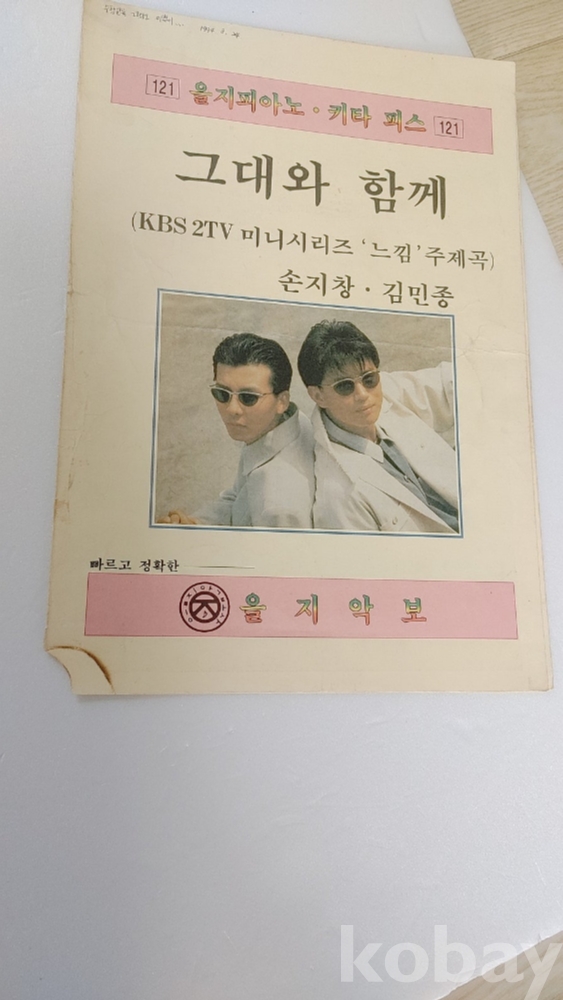 121 을지피아노·키타 피스 121
그대와 함께
(KBS 2TV 미니시리즈 '느낌' 주제곡)
손지창 · 김민종
빠르고 정확한
을지악보
kobay